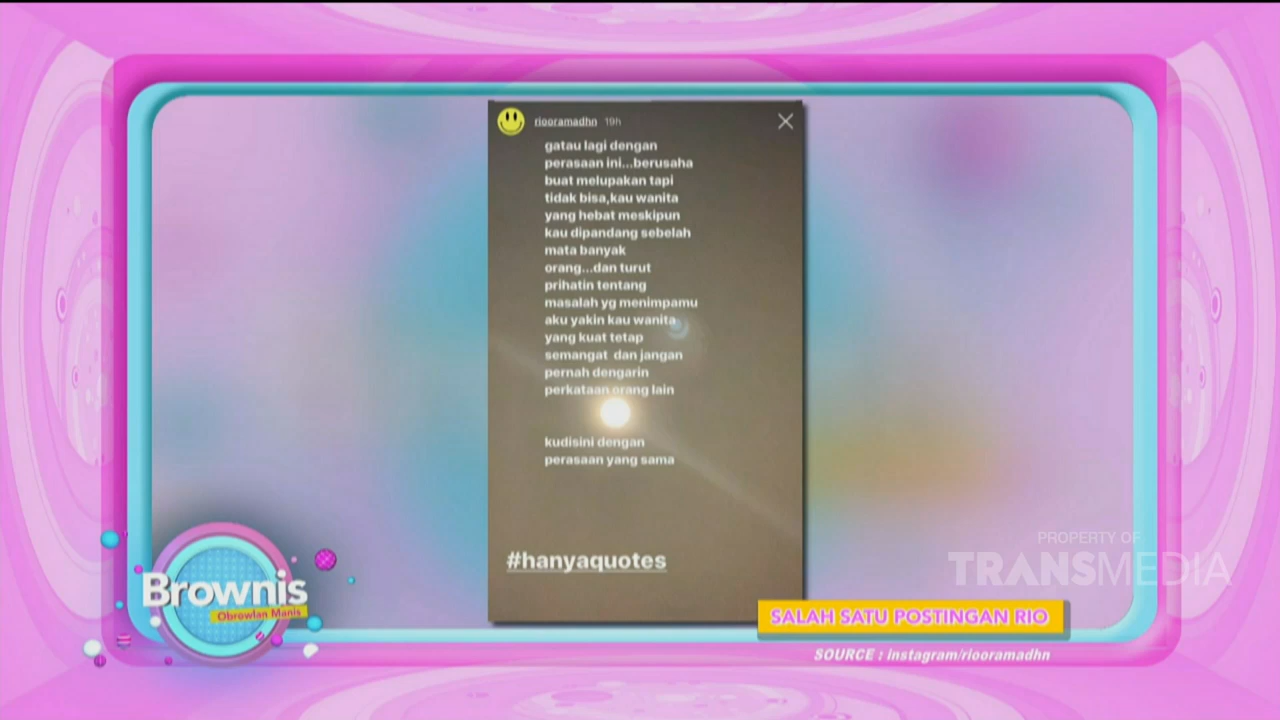 riooramadhn 19h
gatau lagi dengan
perasaan ini...berusaha
buat melupakan tapi
tidak bisa,kau wanita
yang hebat meskipun
kau dipandang sebelah
mata banyak
orang...dan turut
prihatin tentang
masalah yg menimpamu
aku yakin kau wanita
yang kuat tetap
semangat dan jangan
pernah dengarin
perkataan orang lain
kudisini dengan
perasaan yang sama
#hanyaquotes
PROPERTY OF
TRANSMEDIA
Brownis
Obrowlan Manis
SALAH SATU POSTINGAN RIO
SOURCE : instagram/riooramadhn